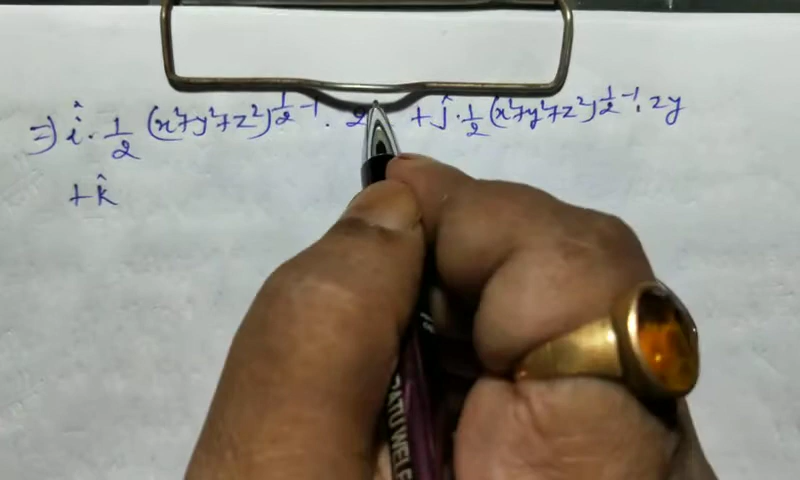 ⇒ î · 1/2 (x²+y²+z²)^(1/2 -1) · 2 + ĵ · 1/2 (x²+y²+z²)^(1/2 -1) · 2y
+ k̂